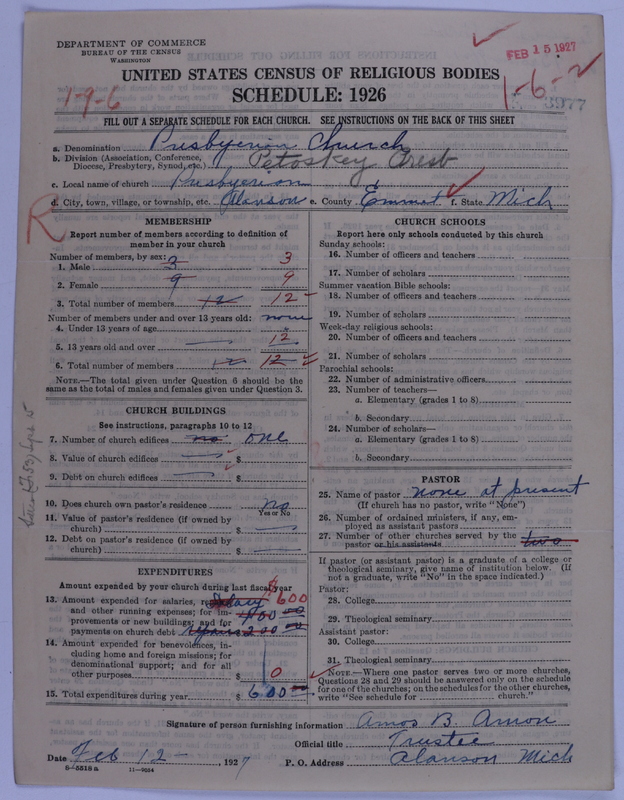 DEPARTMENT OF COMMERCE
BUREAU OF THE CENSUS
WASHINGTON
FEB 15 1927
UNITED STATES CENSUS OF RELIGIOUS BODIES
1-6-2
SCHEDULE: 1926
1-9-6
3977
FILL OUT A SEPARATE SCHEDULE FOR EACH CHURCH. SEE INSTRUCTIONS ON THE BACK OF THIS SHEET
a. Denomination Presbyerian Church
b. Division (Association, Conference, Diocese, Presbytery, Synod, etc.) Petoskey Presb
c. Local name of church Presbyerion
d. City, town, village, or township, etc. Alanson e. County Emmet f. State Mich
R
MEMBERSHIP
Report number of members according to definition of member in your church
Number of members, by sex:
1. Male 3 3
2. Female 9 9
3. Total number of members 12 12
Number of members under and over 13 years old:
4. Under 13 years of age none
5. 13 years old and over 12
6. Total number of members 12 12
NOTE.—The total given under Question 6 should be the same as the total of males and females given under Question 3.
CHURCH BUILDINGS
See instructions, paragraphs 10 to 12
7. Number of church edifices no one
8. Value of church edifices $
9. Debt on church edifices $
10. Does church own pastor's residence no
Yes or No
11. Value of pastor's residence (if owned by church) $
12. Debt on pastor's residence (if owned by church) $
EXPENDITURES
Amount expended by your church during last fiscal year
13. Amount expended for salaries, Salary $600
and other running expenses; for improvements or new buildings; and for payments on church debt repairs 200 00
14. Amount expended for benevolences, including home and foreign missions; for denominational support; and for all other purposes $ 0
15. Total expenditures during year $ 600
CHURCH SCHOOLS
Report here only schools conducted by this church
Sunday schools:
16. Number of officers and teachers
17. Number of scholars
Summer vacation Bible schools:
18. Number of officers and teachers
19. Number of scholars
Week-day religious schools:
20. Number of officers and teachers
21. Number of scholars
Parochial schools:
22. Number of administrative officers
23. Number of teachers—
a. Elementary (grades 1 to 8)
b. Secondary
24. Number of scholars—
a. Elementary (grades 1 to 8)
b. Secondary
PASTOR
25. Name of pastor none at present
(If church has no pastor, write "None")
26. Number of ordained ministers, if any, employed as assistant pastors
27. Number of other churches served by the pastor or his assistants two
If pastor (or assistant pastor) is a graduate of a college or theological seminary, give name of institution below. (If not a graduate, write "No" in the space indicated.)
Pastor:
28. College
29. Theological seminary
Assistant pastor:
30. College
31. Theological seminary
NOTE.—Where one pastor serves two or more churches, Questions 28 and 29 should be answered only on the schedule for one of the churches; on the schedules for the other churches, write "See schedule for church."
Signature of person furnishing information Amos B. Amon
Official title Trustee
Date Feb 12 , 1927
P. O. Address Alanson Mich
8-5518 a 11-9054